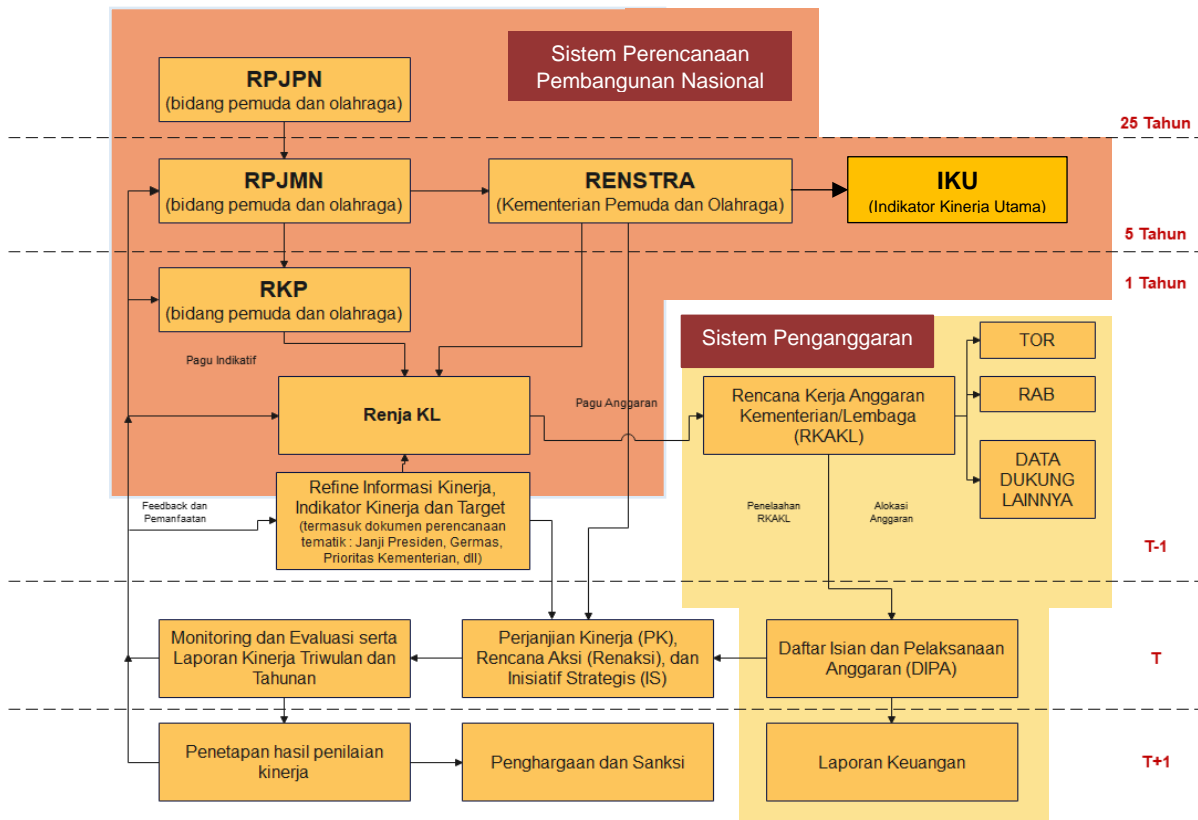 Sistem Perencanaan
Pembangunan Nasional
RPJPN
(bidang pemuda dan olahraga)
25 Tahun
RPJMN
(bidang pemuda dan olahraga)
RENSTRA
(Kementerian Pemuda dan Olahraga)
IKU
(Indikator Kinerja Utama)
5 Tahun
1 Tahun
RKP
(bidang pemuda dan olahraga)
Sistem Penganggaran
TOR
Pagu Indikatif
Renja KL
Pagu Anggaran
Rencana Kerja Anggaran
Kementerian/Lembaga
(RKAKL)
RAB
DATA
DUKUNG
LAINNYA
Feedback dan
Pemanfaatan
Refine Informasi Kinerja,
Indikator Kinerja dan Target
(termasuk dokumen perencanaan
tematik : Janji Presiden, Germas,
Prioritas Kementerian, dll)
Penelaahan
RKAKL
Alokasi
Anggaran
T-1
Monitoring dan Evaluasi serta
Laporan Kinerja Triwulan dan
Tahunan
Perjanjian Kinerja (PK),
Rencana Aksi (Renaksi), dan
Inisiatif Strategis (IS)
Daftar Isian dan Pelaksanaan
Anggaran (DIPA)
T
Penetapan hasil penilaian
kinerja
Penghargaan dan Sanksi
Laporan Keuangan
T+1